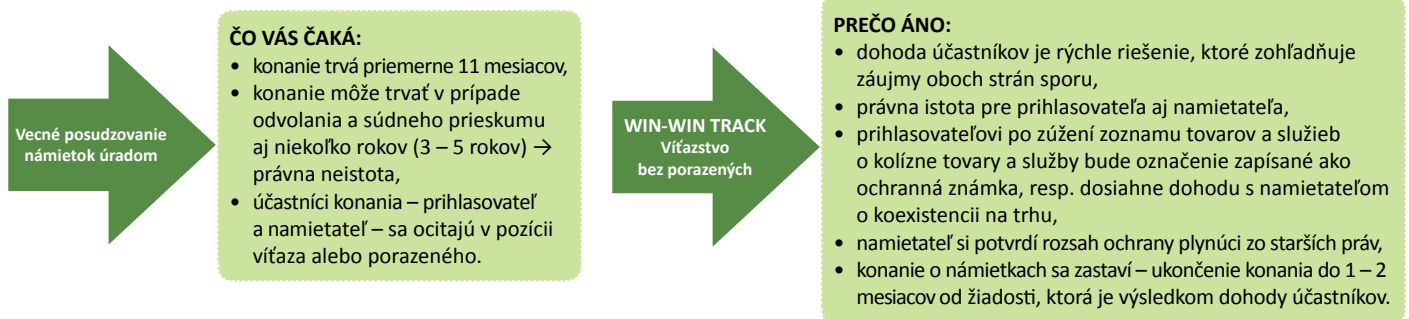 Vecné posudzovanie
námietok úradom
ČO VÁS ČAKÁ:
• konanie trvá priemerne 11 mesiacov,
• konanie môže trvať v prípade
odvolania a súdneho prieskumu
aj niekoľko rokov (3 – 5 rokov) →
právna neistota,
• účastníci konania – prihlasovateľ
a namietateľ – sa ocitajú v pozícii
víťaza alebo porazeného.
WIN-WIN TRACK
Víťazstvo
bez porazených
PREČO ÁNO:
• dohoda účastníkov je rýchle riešenie, ktoré zohľadňuje
záujmy oboch strán sporu,
• právna istota pre prihlasovateľa aj namietateľa,
• prihlasovateľovi po zúžení zoznamu tovarov a služieb
o kolízne tovary a služby bude označenie zapísané ako
ochranná známka, resp. dosiahne dohodu s namietateľom
o koexistencii na trhu,
• namietateľ si potvrdí rozsah ochrany plynúci zo starších práv,
• konanie o námietkach sa zastaví – ukončenie konania do 1 – 2
mesiacov od žiadosti, ktorá je výsledkom dohody účastníkov.